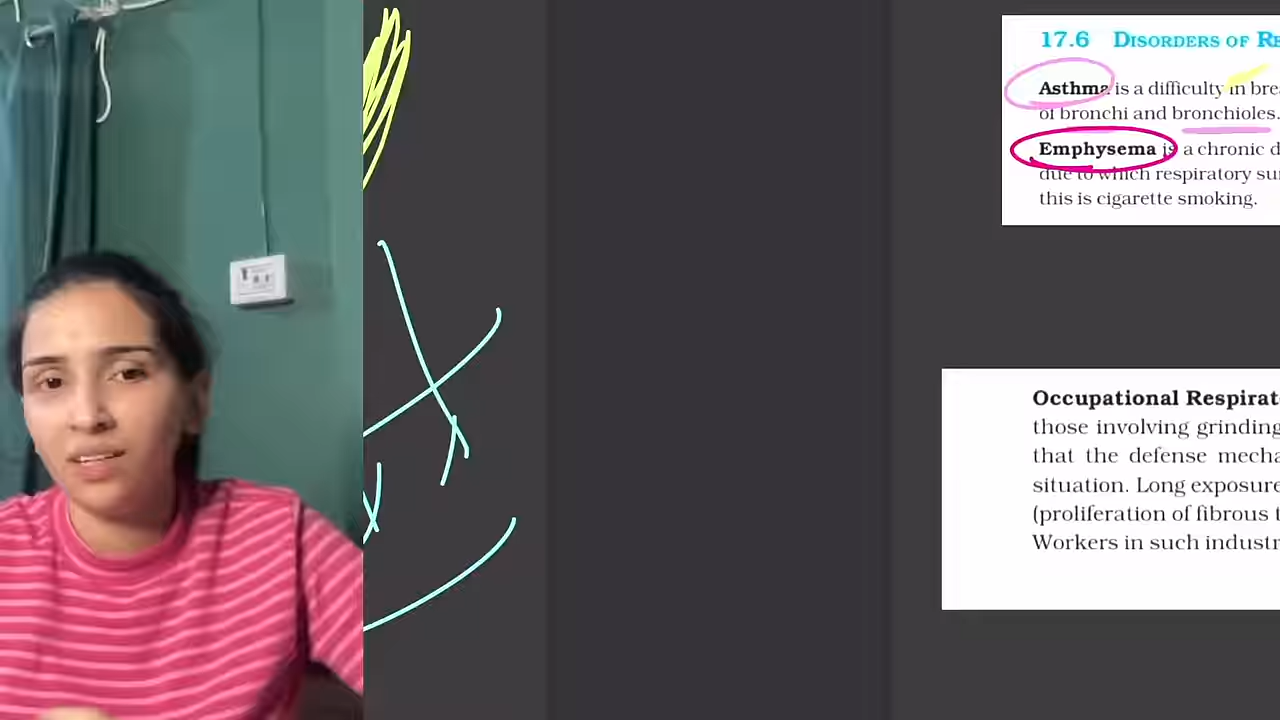 17.6 DISORDERS OF RE
Asthma is a difficulty in bre
of bronchi and bronchioles.
Emphysema is a chronic d
due to which respiratory su
this is cigarette smoking.
Occupational Respirat
those involving grinding
that the defense mecha
situation. Long exposure
(proliferation of fibrous t
Workers in such industr